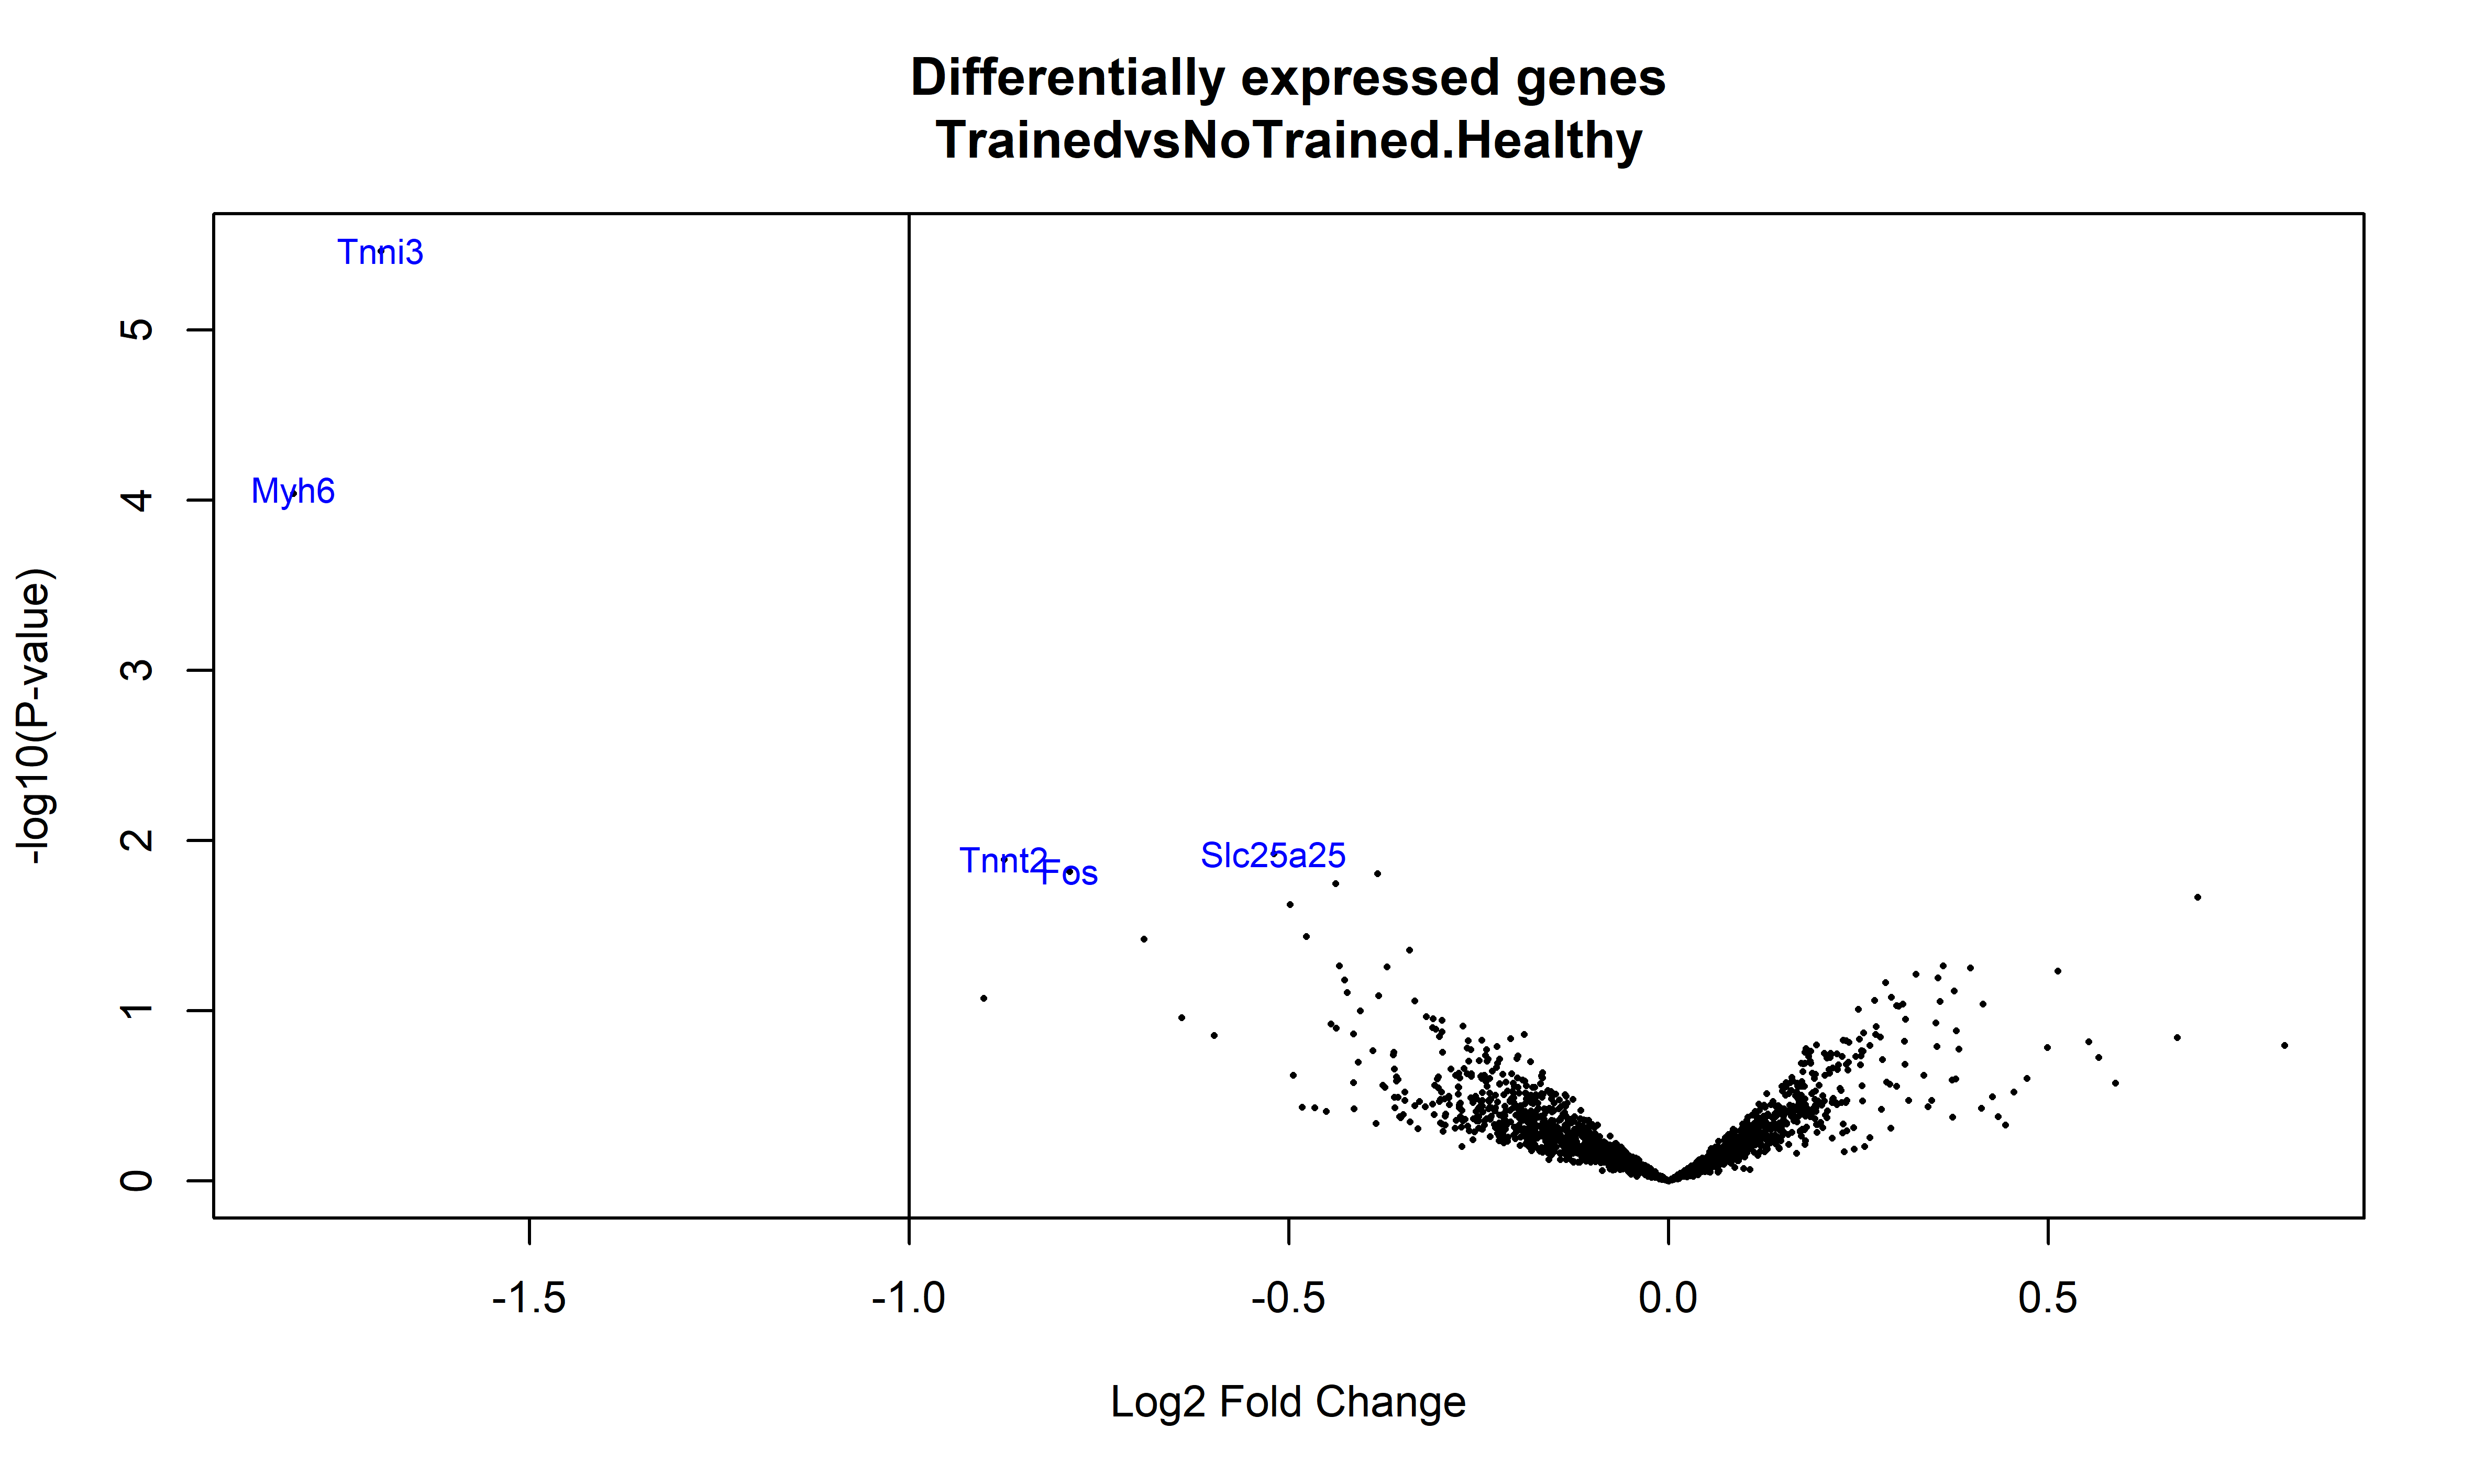 Differentially expressed genes
TrainedvsNoTrained.Healthy
Tnni3
Myh6
Tnnt2
Fos
Slc25a25
-log10(P-value)
5
4
3
2
1
0
-1.5 -1.0 -0.5 0.0 0.5
Log2 Fold Change